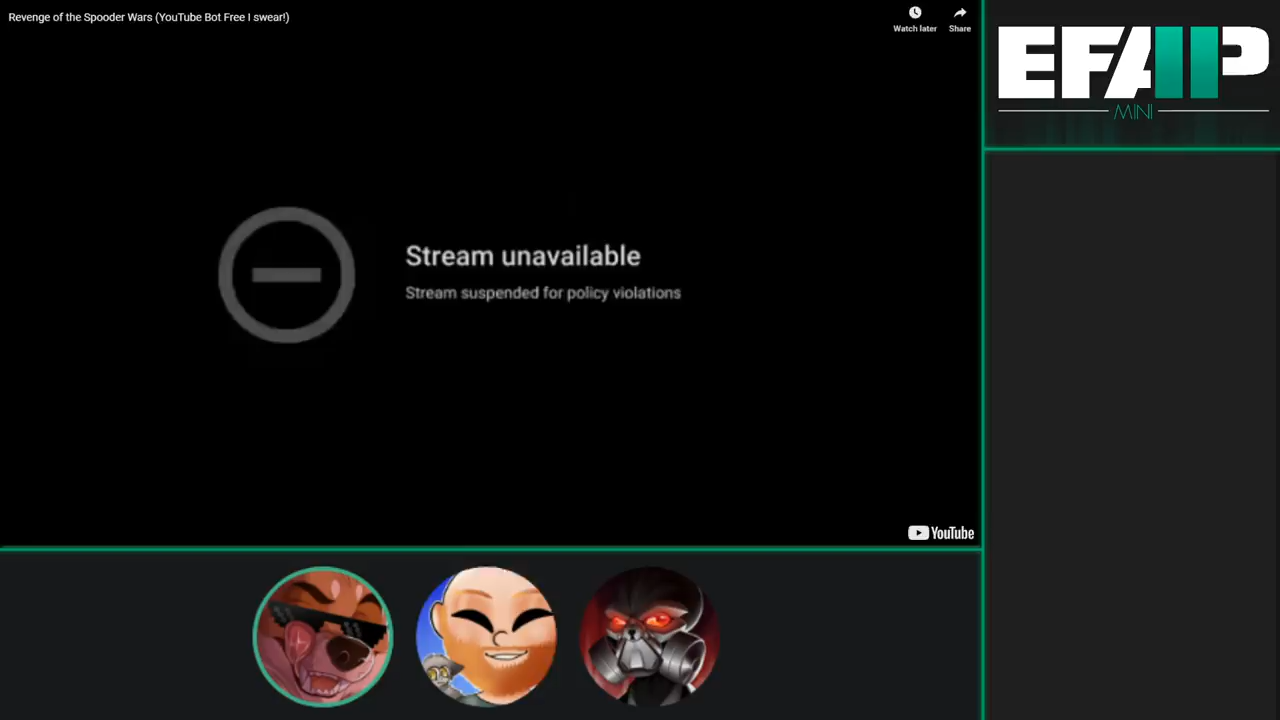 Revenge of the Spooder Wars (YouTube Bot Free I swear!)
Watch later
Share
EFAP
MINI
Stream unavailable
Stream suspended for policy violations
YouTube